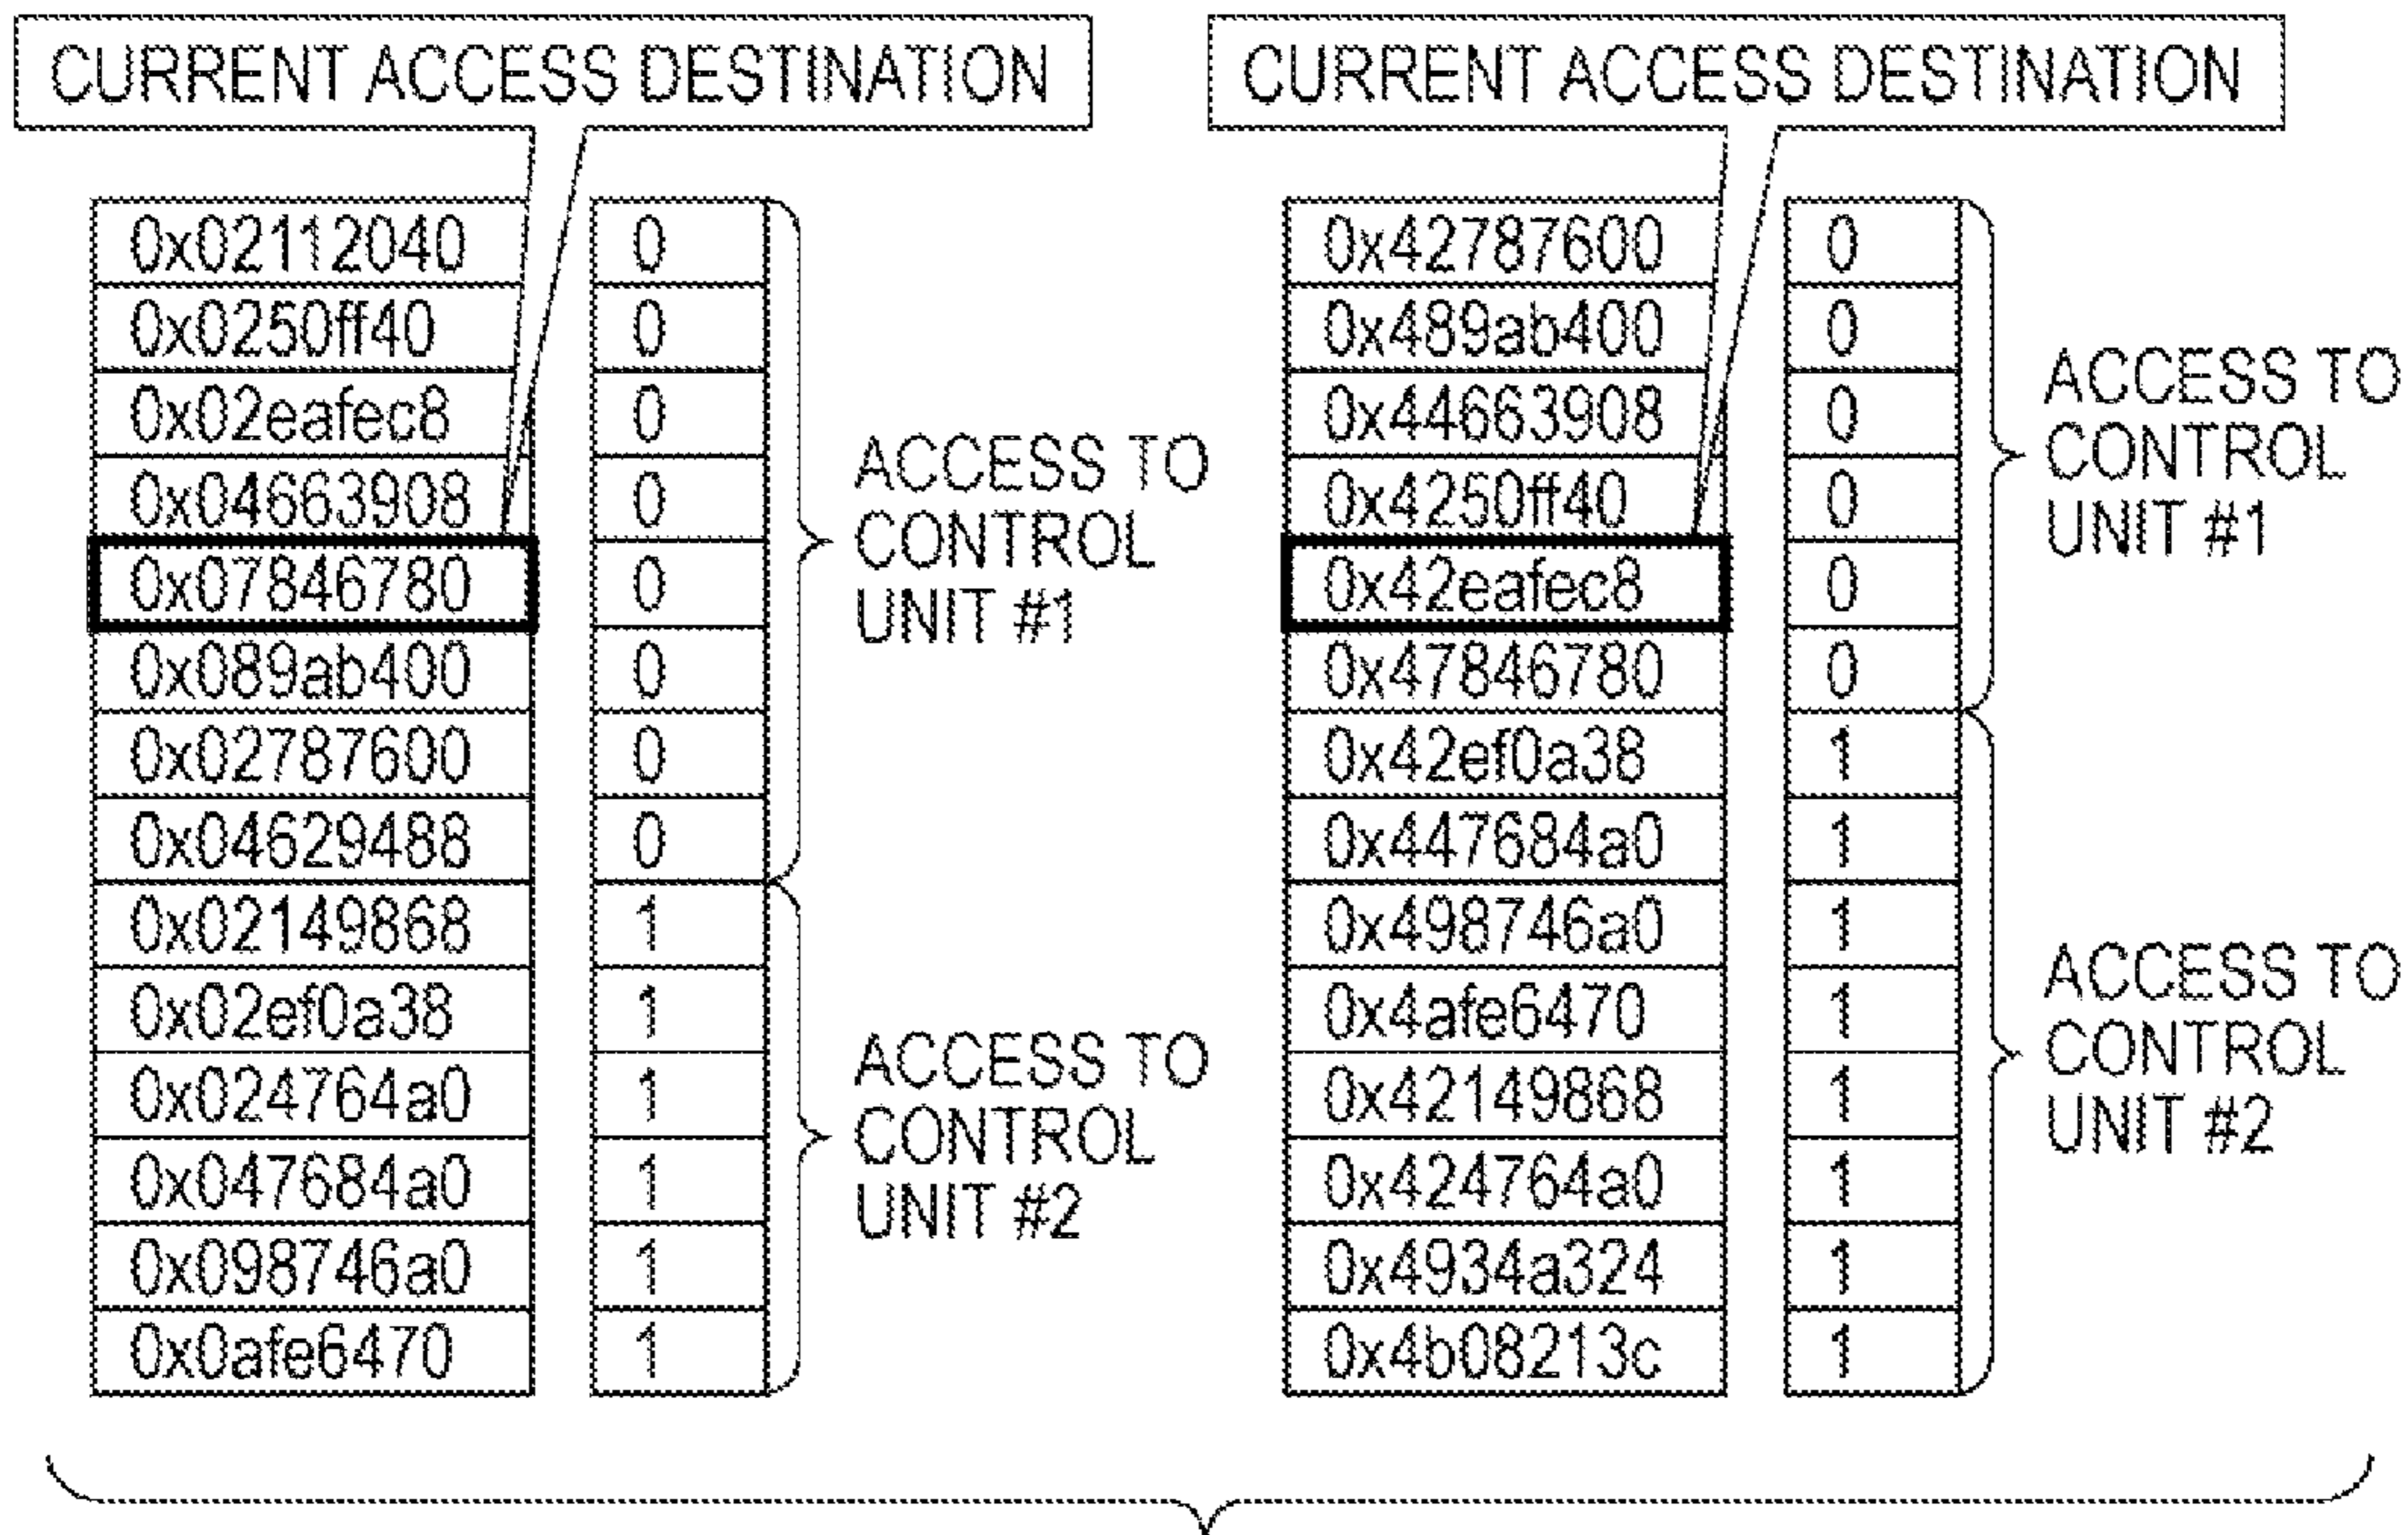 CURRENT ACCESS DESTINATION
0x02112040 0
0x0250ff40 0
0x02eafec8 0
0x04663908 0
0x07846780 0
0x089ab400 0
0x02787600 0
0x04629488 0
ACCESS TO
CONTROL
UNIT #1
0x02149868 1
0x02ef0a38 1
0x024764a0 1
0x047684a0 1
0x098746a0 1
0x0afe6470 1
ACCESS TO
CONTROL
UNIT #2
CURRENT ACCESS DESTINATION
0x42787600 0
0x489ab400 0
0x44663908 0
0x4250ff40 0
0x42eafec8 0
0x47846780 0
ACCESS TO
CONTROL
UNIT #1
0x42ef0a38 1
0x447684a0 1
0x498746a0 1
0x4afe6470 1
0x42149868 1
0x424764a0 1
0x4934a324 1
0x4b08213c 1
ACCESS TO
CONTROL
UNIT #2